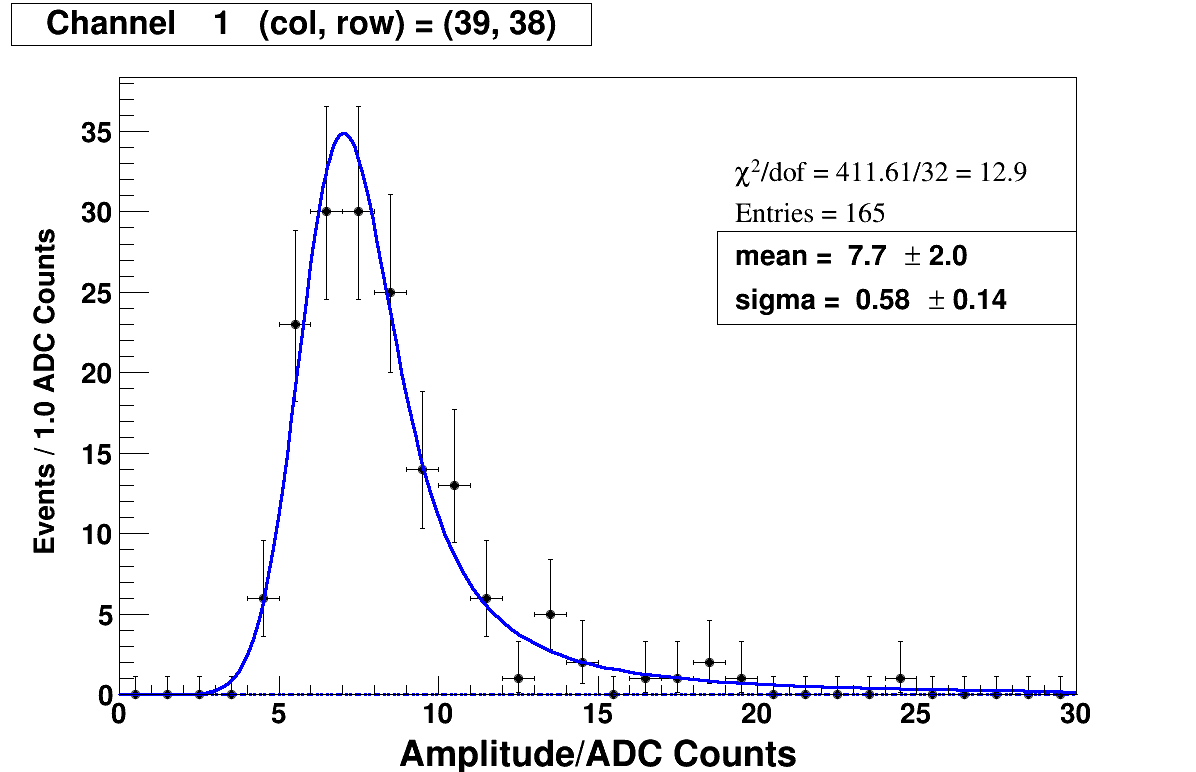 Channel 1 (col, row) = (39, 38)
χ²/dof = 411.61/32 = 12.9
Entries = 165
mean = 7.7 ± 2.0
sigma = 0.58 ± 0.14
Events / 1.0 ADC Counts
35
30
25
20
15
10
5
0
0 5 10 15 20 25 30
Amplitude/ADC Counts